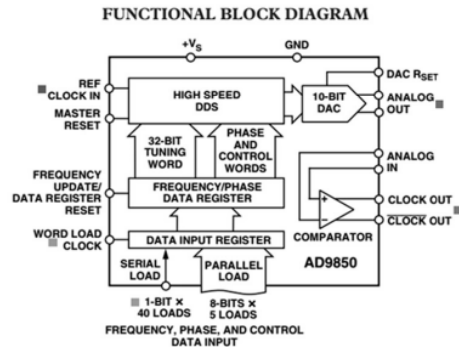 FUNCTIONAL BLOCK DIAGRAM
+VS
GND
REF
CLOCK IN
MASTER
RESET
FREQUENCY
UPDATE/
DATA REGISTER
RESET
WORD LOAD
CLOCK
HIGH SPEED
DDS
10-BIT
DAC
DAC RSET
ANALOG
OUT
32-BIT
TUNING
WORD
PHASE
AND
CONTROL
WORDS
ANALOG
IN
FREQUENCY/PHASE
DATA REGISTER
+
–
CLOCK OUT
CLOCK OUT
COMPARATOR
DATA INPUT REGISTER
SERIAL
LOAD
PARALLEL
LOAD
AD9850
1-BIT ×
40 LOADS
8-BITS ×
5 LOADS
FREQUENCY, PHASE, AND CONTROL
DATA INPUT